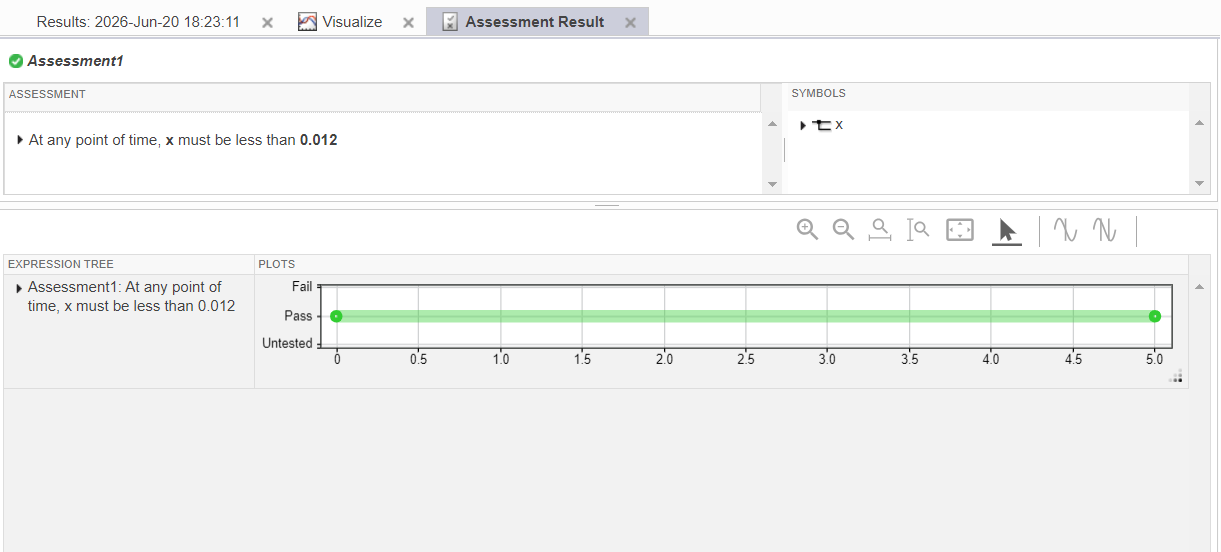 Results: 2026-Jun-20 18:23:11 Visualize Assessment Result
Assessment1
ASSESSMENT
At any point of time, x must be less than 0.012
SYMBOLS
x
EXPRESSION TREE
Assessment1: At any point of
time, x must be less than 0.012
PLOTS
Fail
Pass
Untested
0 0.5 1.0 1.5 2.0 2.5 3.0 3.5 4.0 4.5 5.0